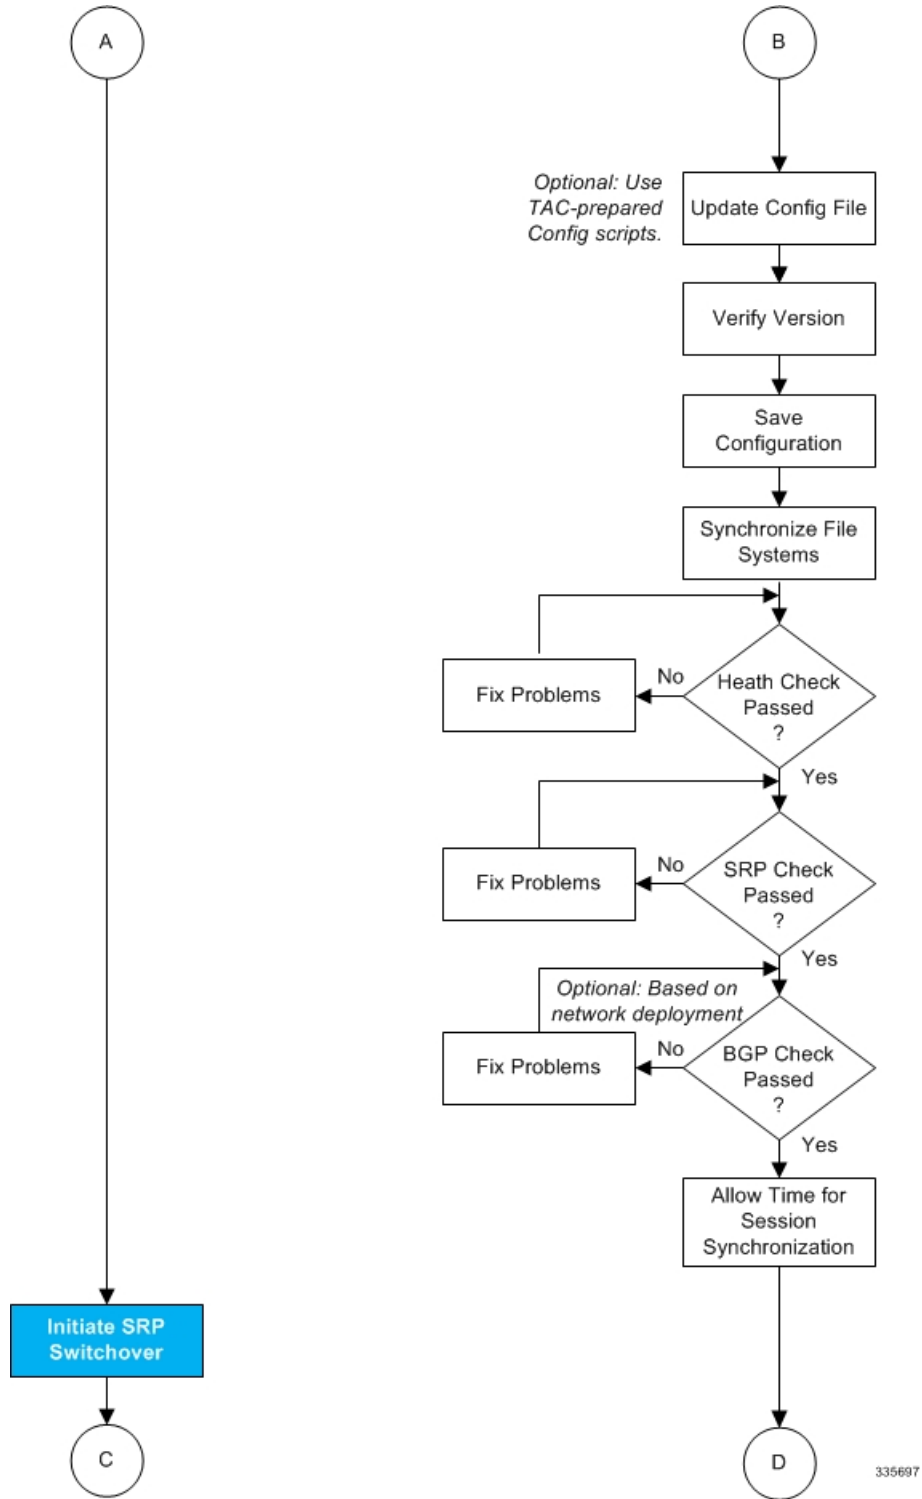 A
B
Optional: Use
TAC-prepared
Config scripts.
Update Config File
Verify Version
Save
Configuration
Synchronize File
Systems
Fix Problems
No
Heath Check
Passed
?
Yes
Fix Problems
No
SRP Check
Passed
?
Yes
Optional: Based on
network deployment
Fix Problems
No
BGP Check
Passed
?
Yes
Allow Time for
Session
Synchronization
Initiate SRP
Switchover
C
D
335697